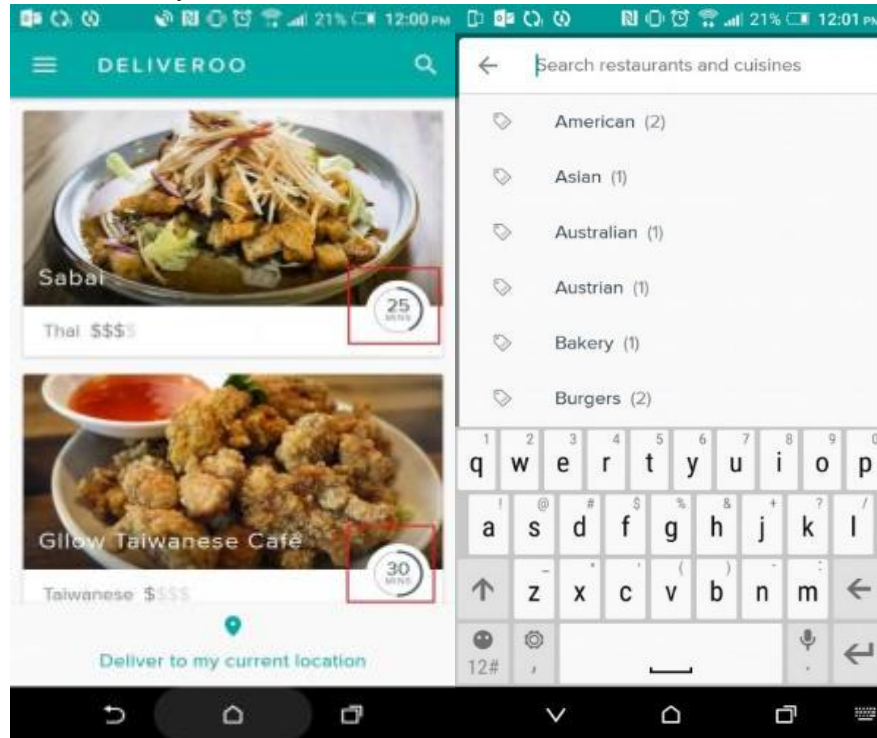 21% 12:00 PM
DELIVEROO
Sabai
25
MINS
Thai $$$$
Gllow Taiwanese Café
30
MINS
Taiwanese $$$$
Deliver to my current location
21% 12:01 PM
Search restaurants and cuisines
American (2)
Asian (1)
Australian (1)
Austrian (1)
Bakery (1)
Burgers (2)
1 2 3 4 5 6 7 8 9 0
q w e r t y u i o p
! @ # $ % & + ? /
a s d f g h j k l
z x c v b n m
12# , .